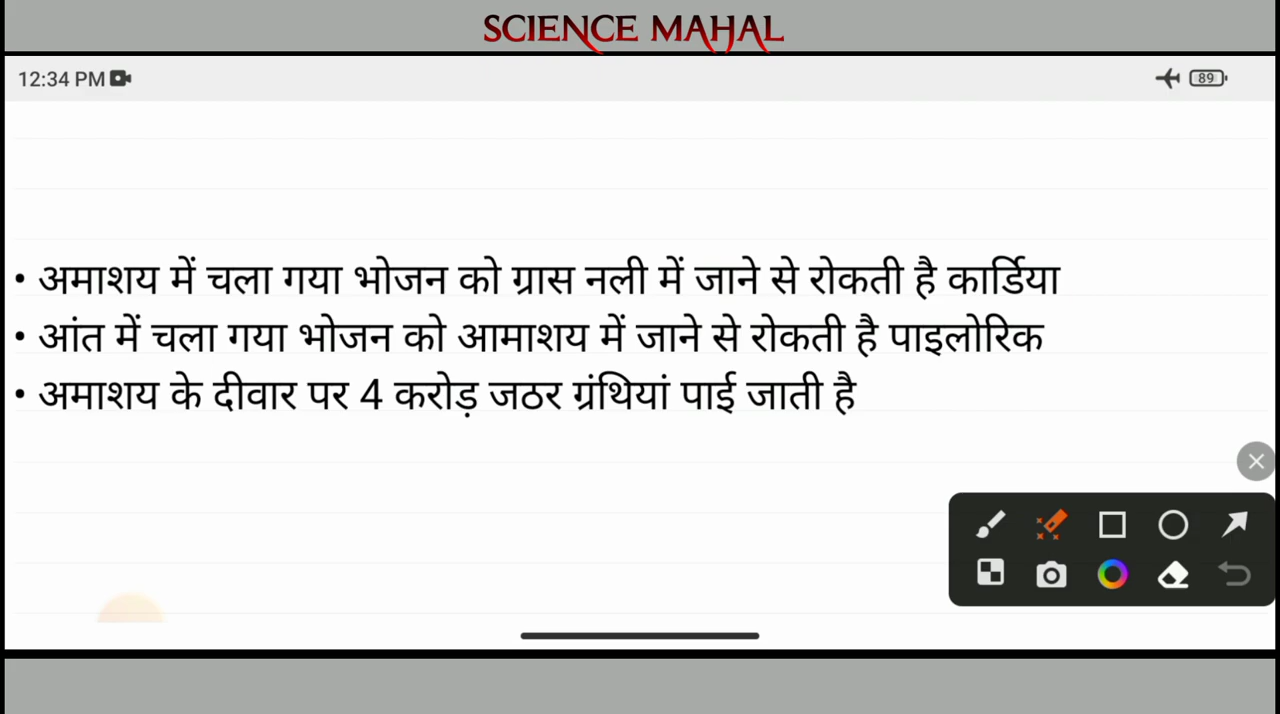 SCIENCE MAHAL
12:34 PM
89
• अमाशय में चला गया भोजन को ग्रास नली में जाने से रोकती है कार्डिया
• आंत में चला गया भोजन को आमाशय में जाने से रोकती है पाइलोरिक
• अमाशय के दीवार पर 4 करोड़ जठर ग्रंथियां पाई जाती है